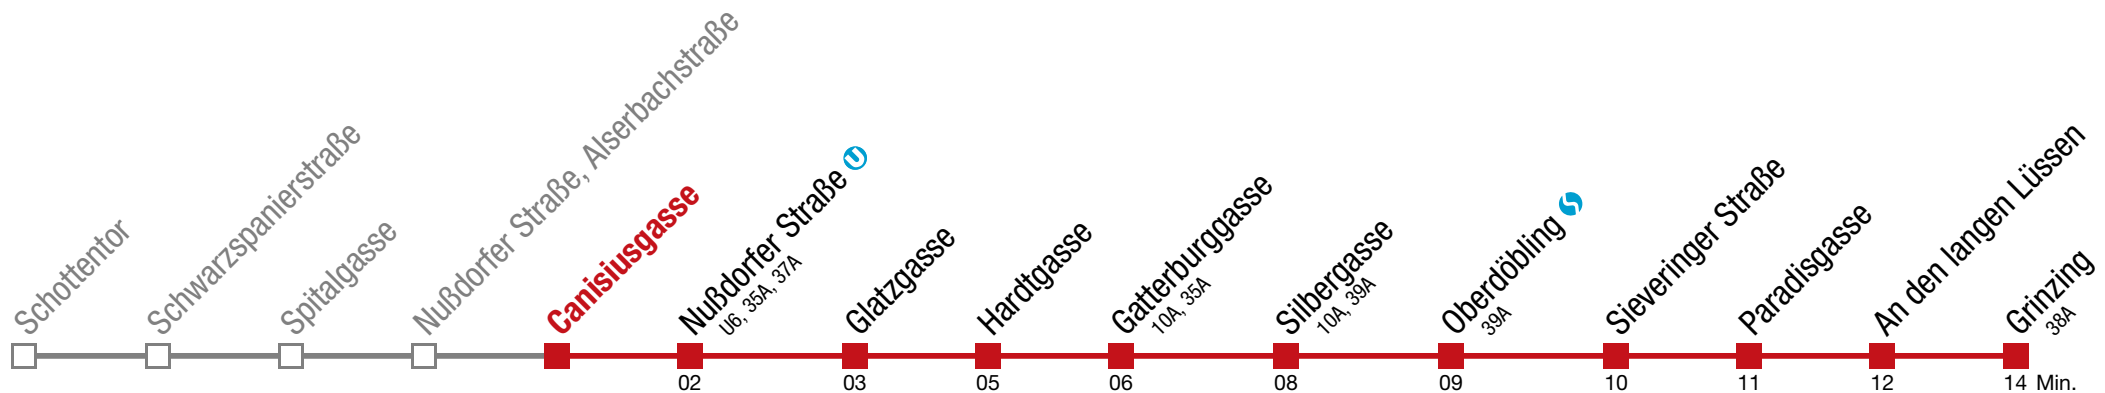 Schottentor
Schwarzspanierstraße
Spitalgasse
Nußdorfer Straße, Alserbachstraße
Canisiusgasse
Nußdorfer Straße U
U6, 35A, 37A
Glatzgasse
Hardtgasse
Gatterburggasse
10A, 35A
Silbergasse
10A, 39A
Oberdöbling S
39A
Sieveringer Straße
Paradisgasse
An den langen Lüssen
Grinzing
38A
02 03 05 06 08 09 10 11 12 14 Min.